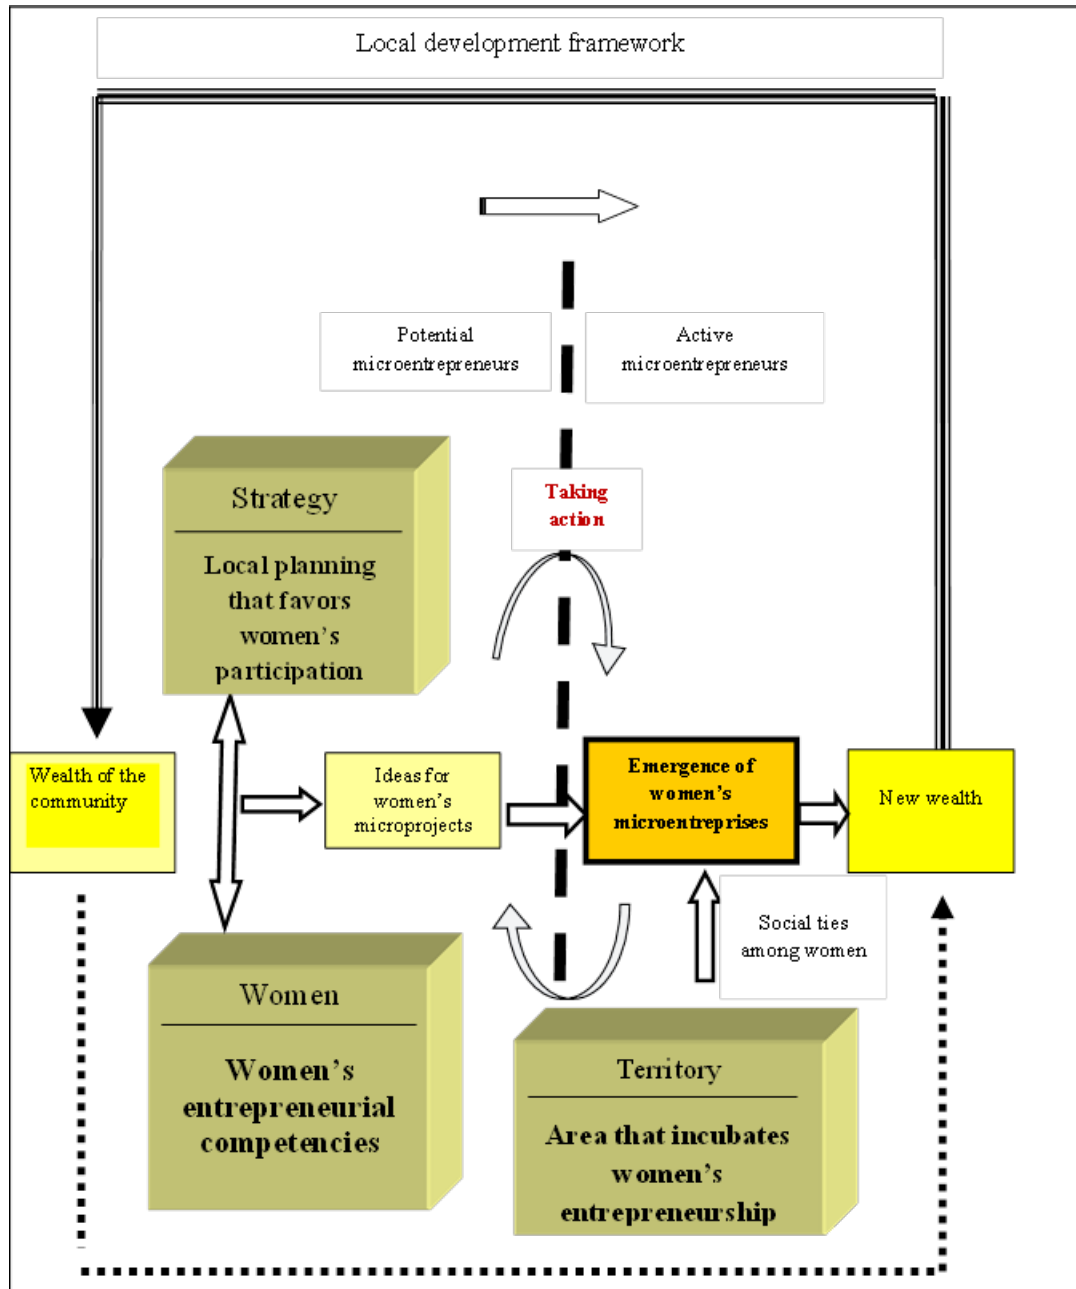 Local development framework
Potential
microentrepreneurs
Active
microentrepreneurs
Strategy
Local planning
that favors
women's
participation
Taking
action
Wealth of the
community
Ideas for
women's
microprojects
Emergence of
women's
microentreprises
New wealth
Social ties
among women
Women
Women's
entrepreneurial
competencies
Territory
Area that incubates
women's
entrepreneurship